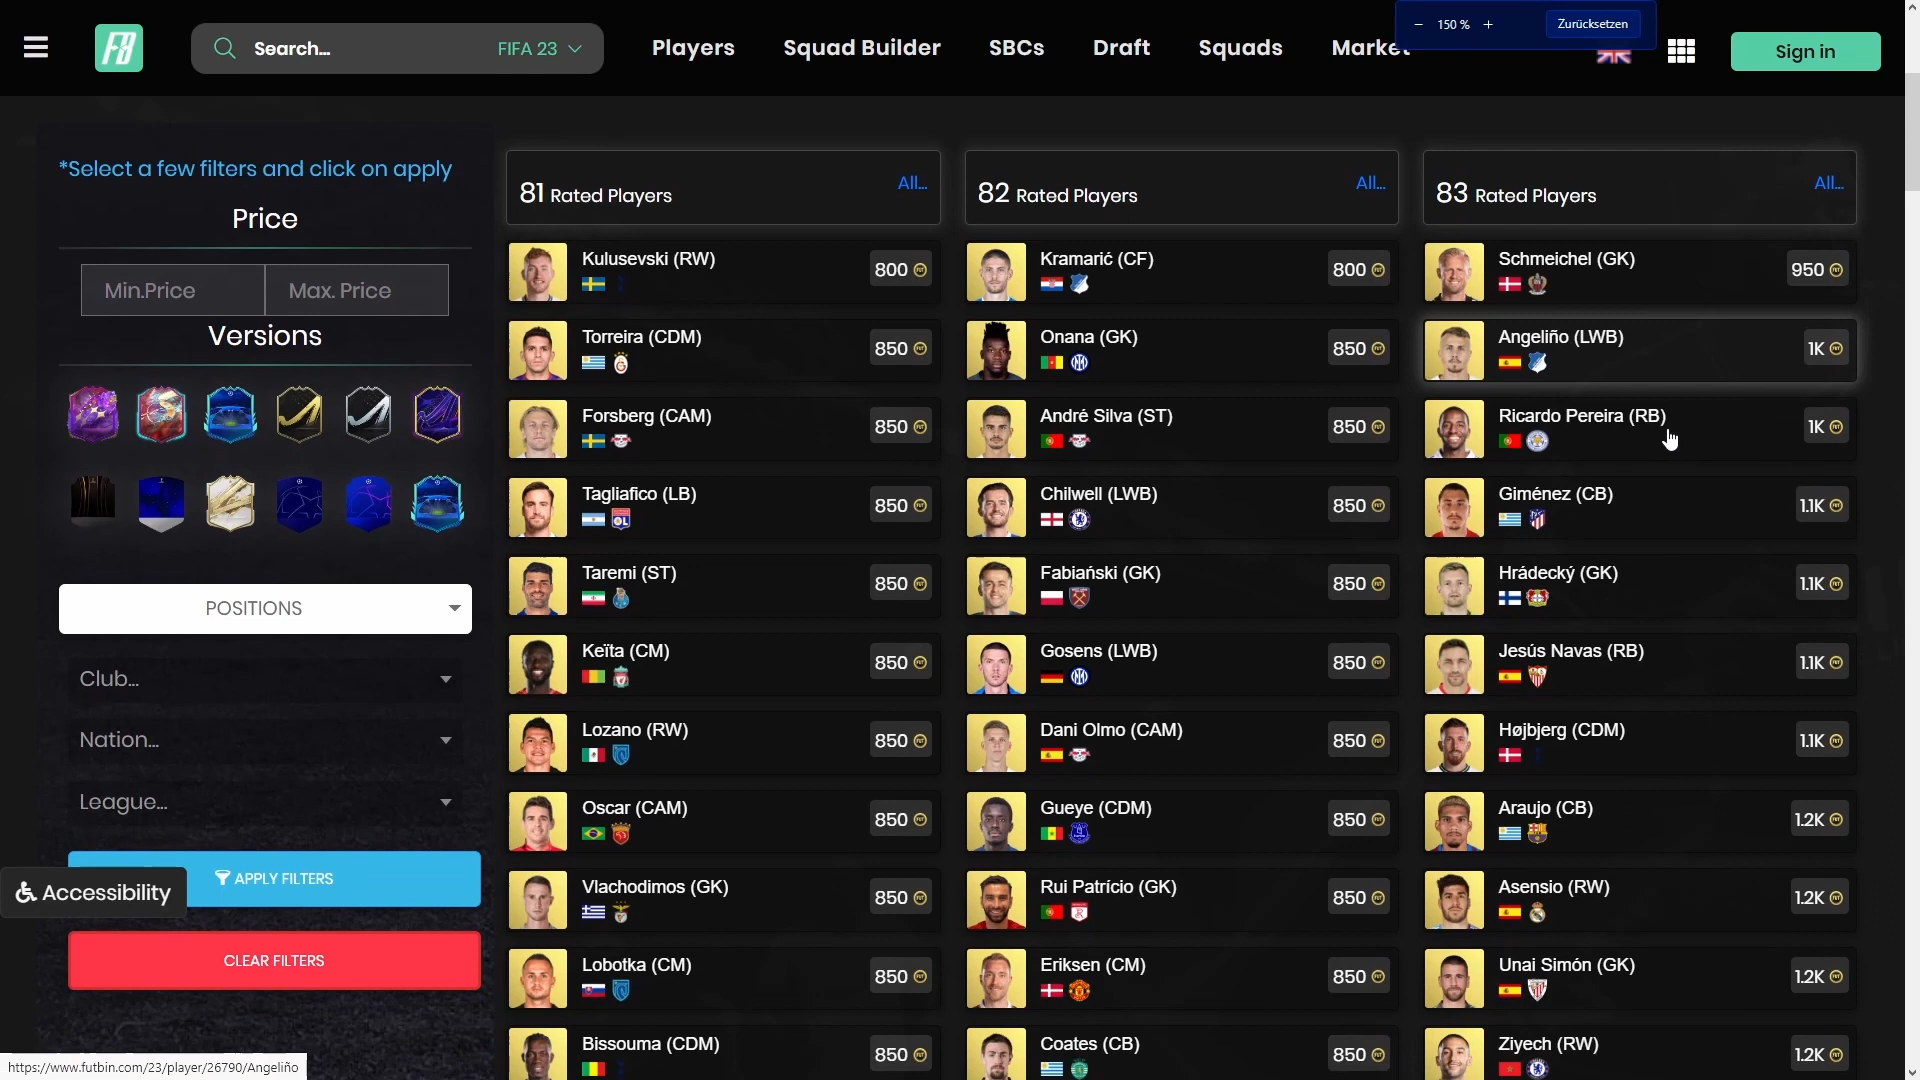 Search...
FIFA 23
Players
Squad Builder
SBCs
Draft
Squads
Market
150 %
Zurücksetzen
Sign in
*Select a few filters and click on apply
Price
Min.Price
Max. Price
Versions
POSITIONS
Club...
Nation...
League...
APPLY FILTERS
Accessibility
CLEAR FILTERS
https://www.futbin.com/23/player/26790/Angeliño
81 Rated Players
All...
Kulusevski (RW)
800
Torreira (CDM)
850
Forsberg (CAM)
850
Tagliafico (LB)
850
Taremi (ST)
850
Keïta (CM)
850
Lozano (RW)
850
Oscar (CAM)
850
Vlachodimos (GK)
850
Lobotka (CM)
850
Bissouma (CDM)
850
82 Rated Players
All...
Kramarić (CF)
800
Onana (GK)
850
André Silva (ST)
850
Chilwell (LWB)
850
Fabiański (GK)
850
Gosens (LWB)
850
Dani Olmo (CAM)
850
Gueye (CDM)
850
Rui Patrício (GK)
850
Eriksen (CM)
850
Coates (CB)
850
83 Rated Players
All...
Schmeichel (GK)
950
Angeliño (LWB)
1K
Ricardo Pereira (RB)
1K
Giménez (CB)
1.1K
Hrádecký (GK)
1.1K
Jesús Navas (RB)
1.1K
Højbjerg (CDM)
1.1K
Araujo (CB)
1.2K
Asensio (RW)
1.2K
Unai Simón (GK)
1.2K
Ziyech (RW)
1.2K